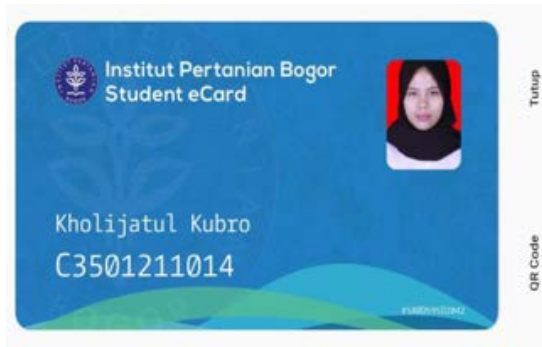 Institut Pertanian Bogor
Student eCard
Kholijatul Kubro
C3501211014
Tutup
QR Code